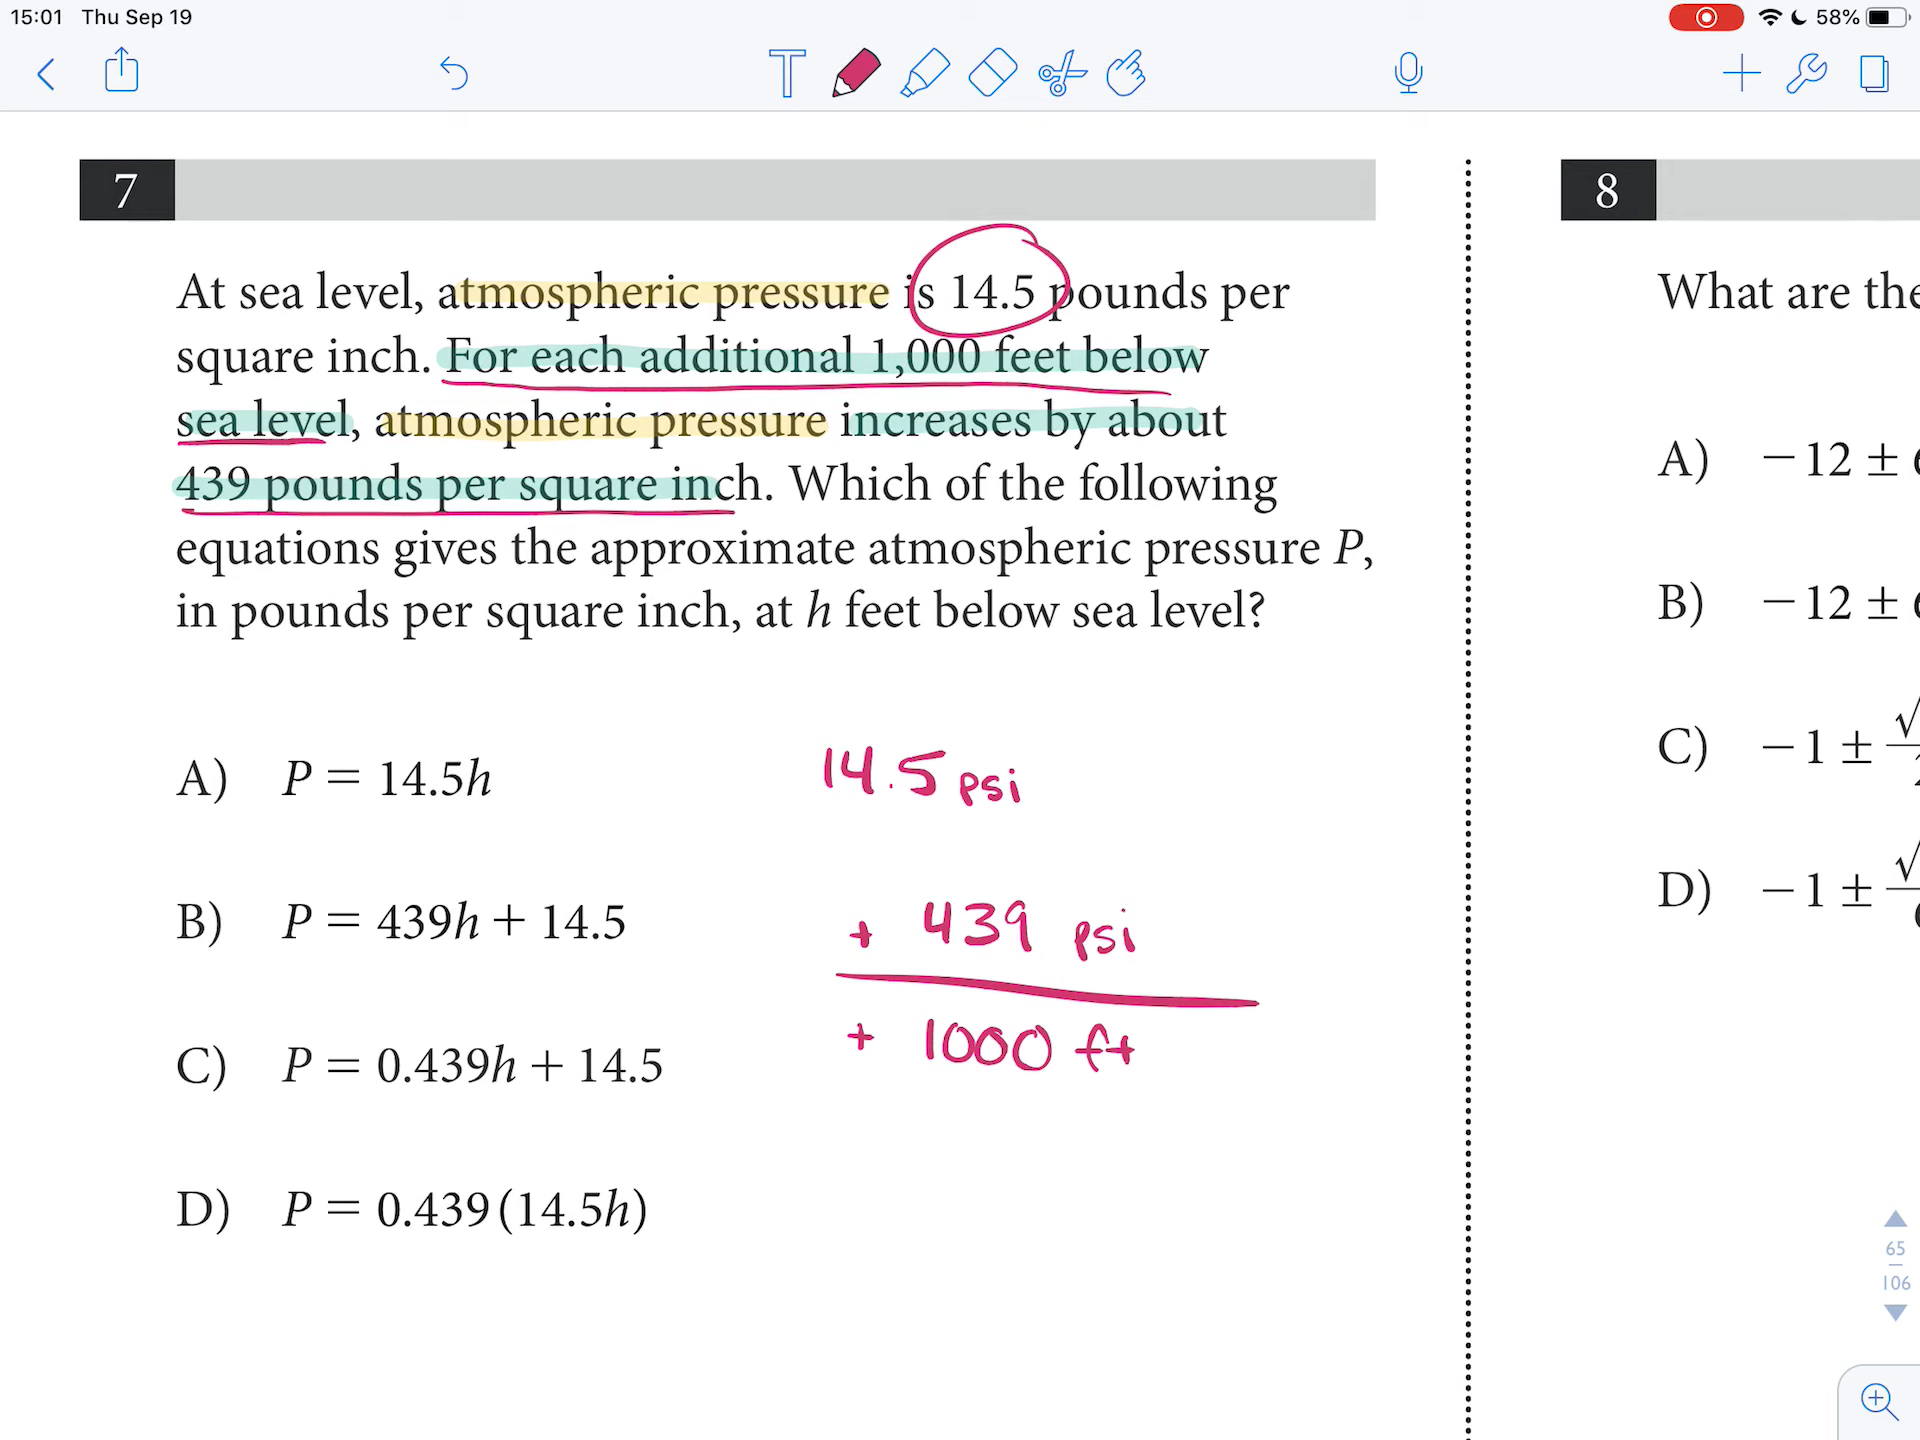 15:01 Thu Sep 19
58%
7
At sea level, atmospheric pressure is 14.5 pounds per
square inch. For each additional 1,000 feet below
sea level, atmospheric pressure increases by about
439 pounds per square inch. Which of the following
equations gives the approximate atmospheric pressure P,
in pounds per square inch, at h feet below sea level?
A) P = 14.5h
B) P = 439h + 14.5
C) P = 0.439h + 14.5
D) P = 0.439(14.5h)
14.5 psi
+ 439 psi
+ 1000 ft
8
What are the
A) −12 ±
B) −12 ±
C) −1 ± √
D) −1 ± √
65
106